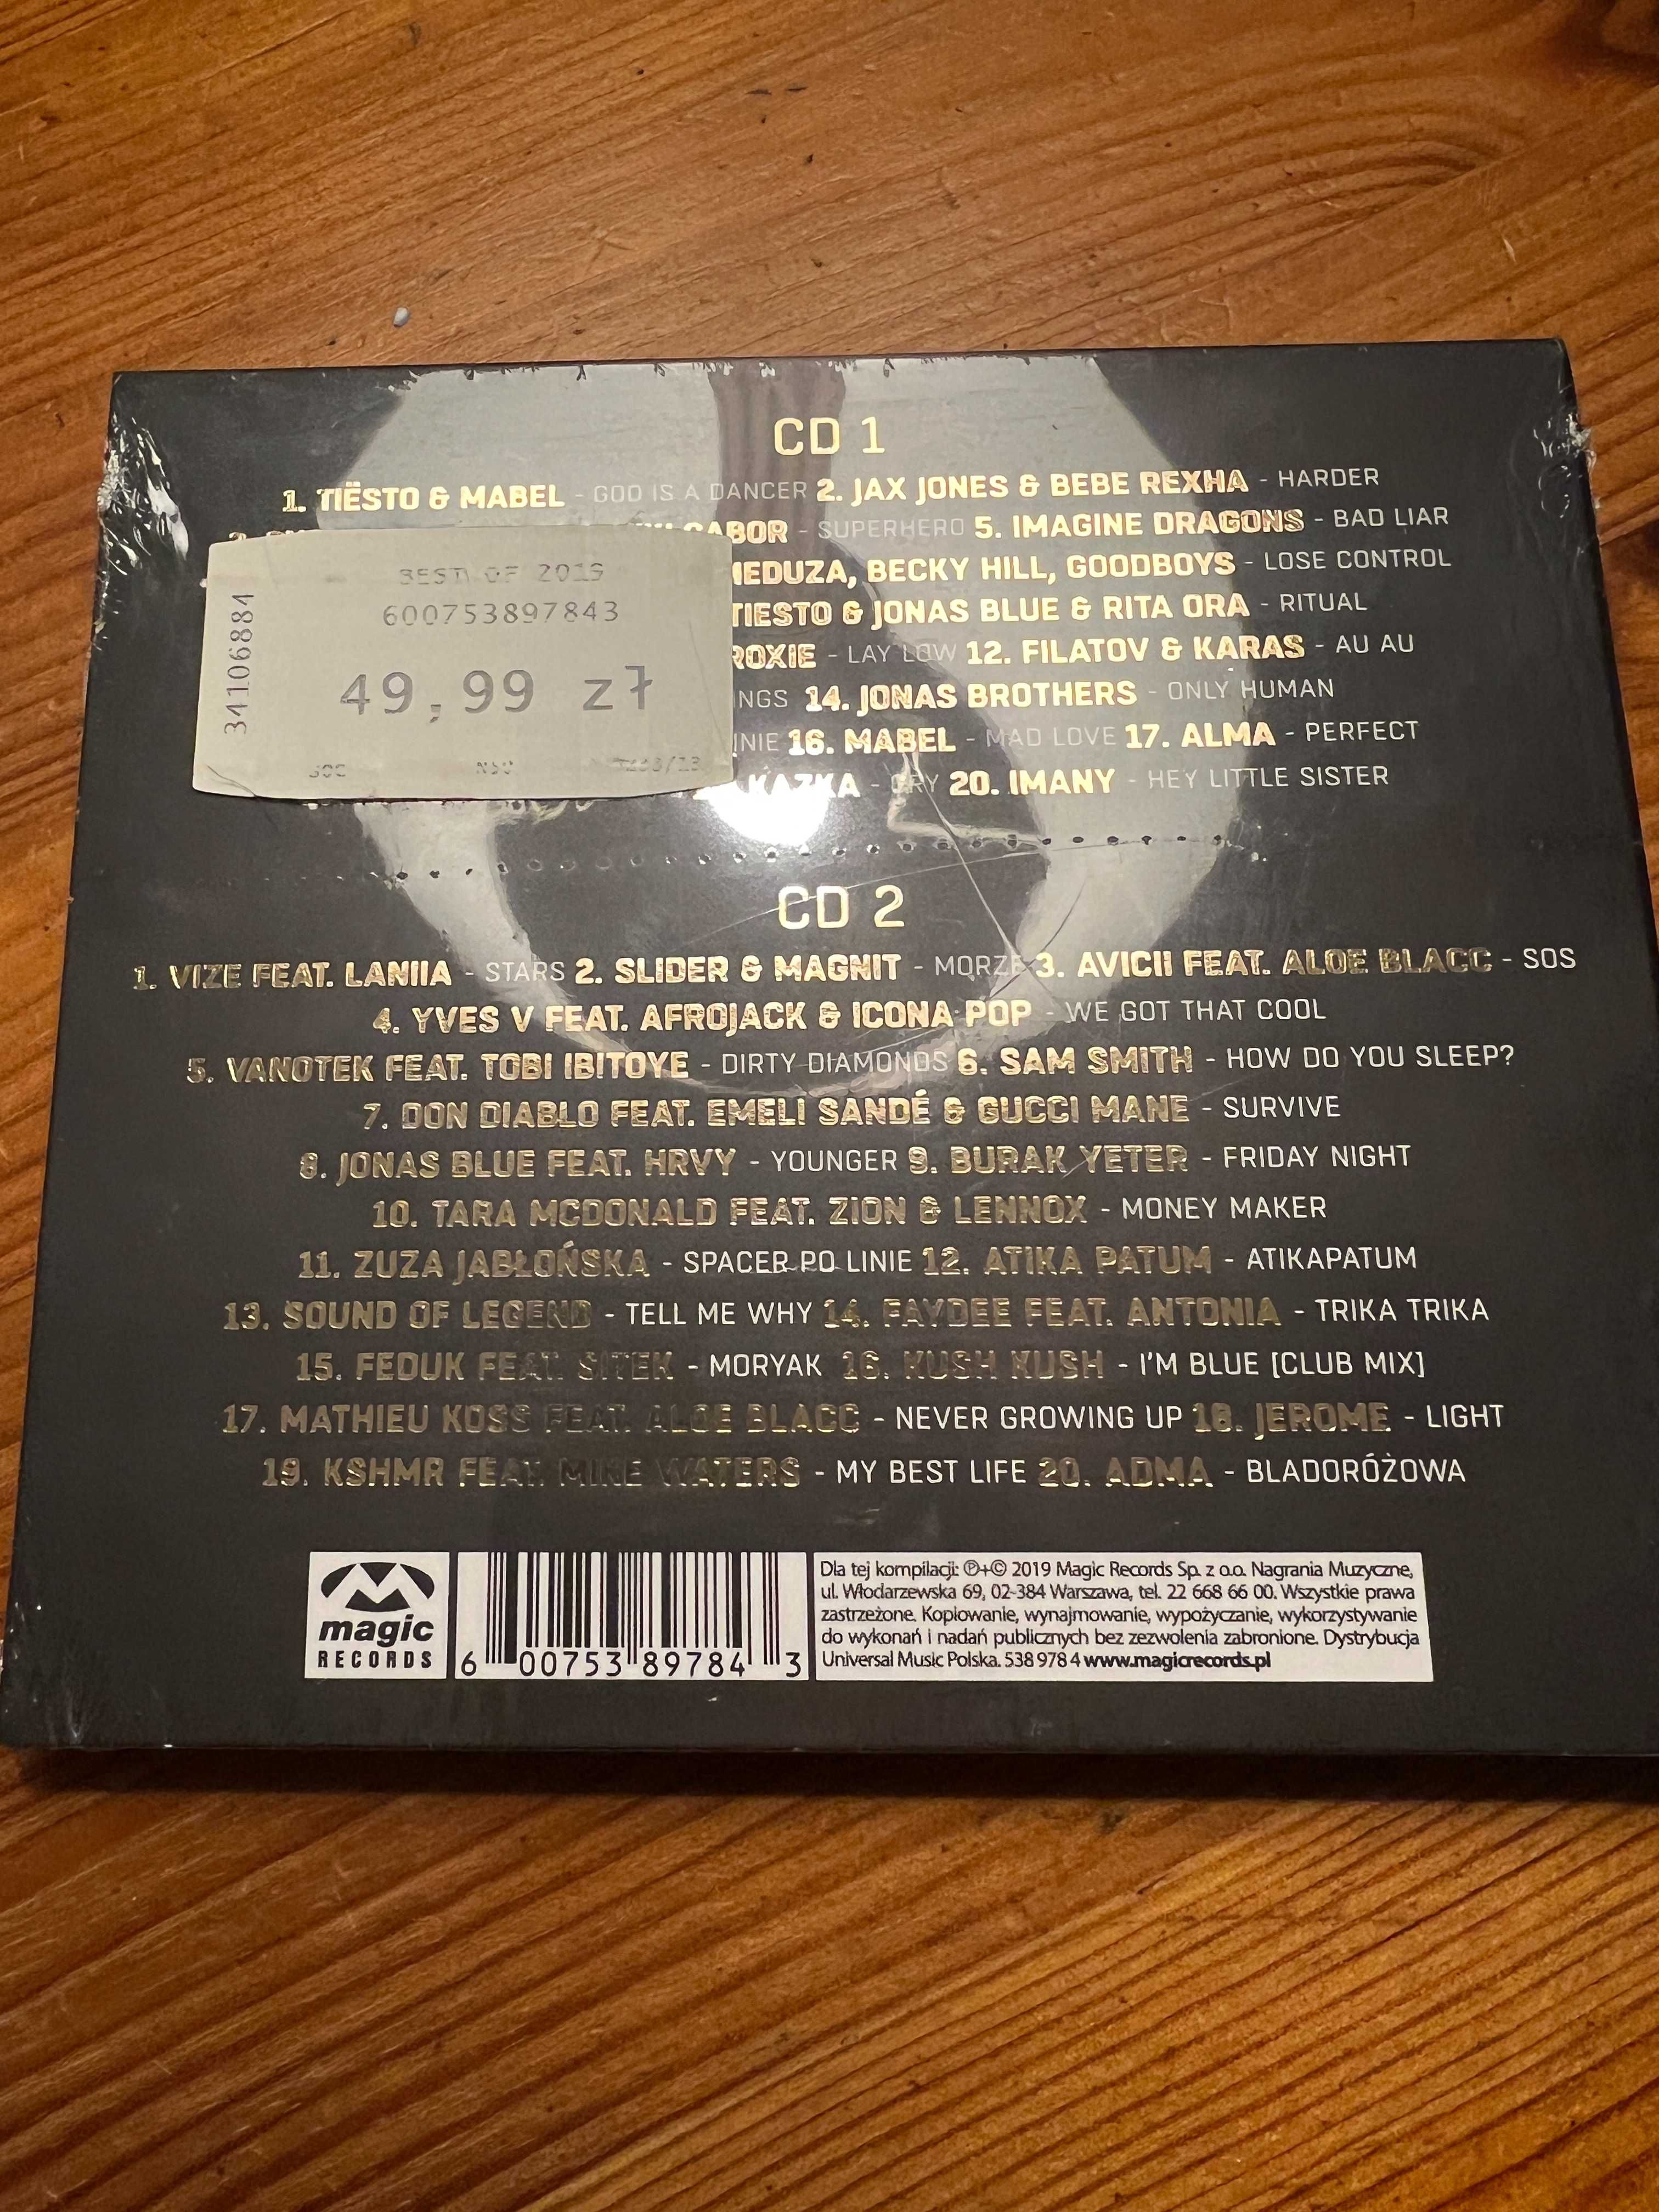 CD 1
1. TIËSTO & MABEL - GOD IS A DANCER 2. JAX JONES & BEBE REXHA - HARDER
GABOR - SUPERHERO 5. IMAGINE DRAGONS - BAD LIAR
BECKY HILL, GOODBOYS - LOSE CONTROL
TIESTO & JONAS BLUE & RITA ORA - RITUAL
ROXIE - LAY LOW 12. FILATOV & KARAS - AU AU
14. JONAS BROTHERS - ONLY HUMAN
16. MABEL - MAD LOVE 17. ALMA - PERFECT
KAZKA - CRY 20. IMANY - HEY LITTLE SISTER
BEST OF 2019
600753897843
34106884
49,99 zł
CD 2
1. VIZE FEAT. LANIIA - STARS 2. SLIDER & MAGNIT - MORZE 3. AVICII FEAT. ALOE BLACC - SOS
4. YVES V FEAT. AFROJACK & ICONA POP - WE GOT THAT COOL
5. VANOTEK FEAT. TOBI IBITOYE - DIRTY DIAMONDS 6. SAM SMITH - HOW DO YOU SLEEP?
7. DON DIABLO FEAT. EMELI SANDÉ & GUCCI MANE - SURVIVE
8. JONAS BLUE FEAT. HRVY - YOUNGER 9. BURAK YETER - FRIDAY NIGHT
10. TARA MCDONALD FEAT. ZION & LENNOX - MONEY MAKER
11. ZUZA JABŁOŃSKA - SPACER PO LINIE 12. ATIKA PATUM - ATIKAPATUM
13. SOUND OF LEGEND - TELL ME WHY 14. FAYDEE FEAT. ANTONIA - TRIKA TRIKA
15. FEDUK FEAT. SITEK - MORYAK 16. KUSH KUSH - I'M BLUE [CLUB MIX]
17. MATHIEU KOSS FEAT. ALOE BLACC - NEVER GROWING UP 18. JEROME - LIGHT
19. KSHMR FEAT. MIKE WATERS - MY BEST LIFE 20. ADMA - BLADORÓŻOWA
magic
RECORDS
6 00753 89784 3
Dla tej kompilacji: ℗+© 2019 Magic Records Sp. z o.o. Nagrania Muzyczne,
ul. Włodarzewska 69, 02-384 Warszawa, tel. 22 668 66 00. Wszystkie prawa
zastrzeżone. Kopiowanie, wynajmowanie, wypożyczanie, wykorzystywanie
do wykonań i nadań publicznych bez zezwolenia zabronione. Dystrybucja
Universal Music Polska. 538 978 4 www.magicrecords.pl